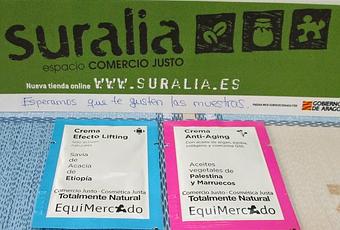 suralia
espacio COMERCIO JUSTO
Nueva tienda online WWW.SURALIA.ES
Esperamos que te gusten las muestras.
GOBIERNO
DE ARAGO
Crema
Efecto Lifting
Savia
de
Acacia
de
Etiopía
Comercio Justo - Cosmética Justa
Totalmente Natural
EquiMercado
Crema
Anti-Aging
Aceites
vegetales de
Palestina
y Marruecos
Comercio Justo - Cosmética Justa
Totalmente Natural
EquiMercado